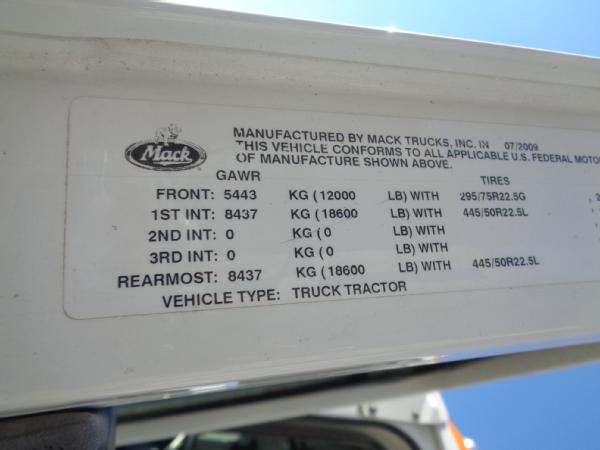 Mack
MANUFACTURED BY MACK TRUCKS, INC. IN 07/2009
THIS VEHICLE CONFORMS TO ALL APPLICABLE U.S. FEDERAL MOTO
OF MANUFACTURE SHOWN ABOVE.
GAWR TIRES
FRONT: 5443 KG ( 12000 LB) WITH 295/75R22.5G
1ST INT: 8437 KG ( 18600 LB) WITH 445/50R22.5L
2ND INT: 0 KG ( 0 LB) WITH
3RD INT: 0 KG ( 0 LB) WITH
REARMOST: 8437 KG ( 18600 LB) WITH 445/50R22.5L
VEHICLE TYPE: TRUCK TRACTOR